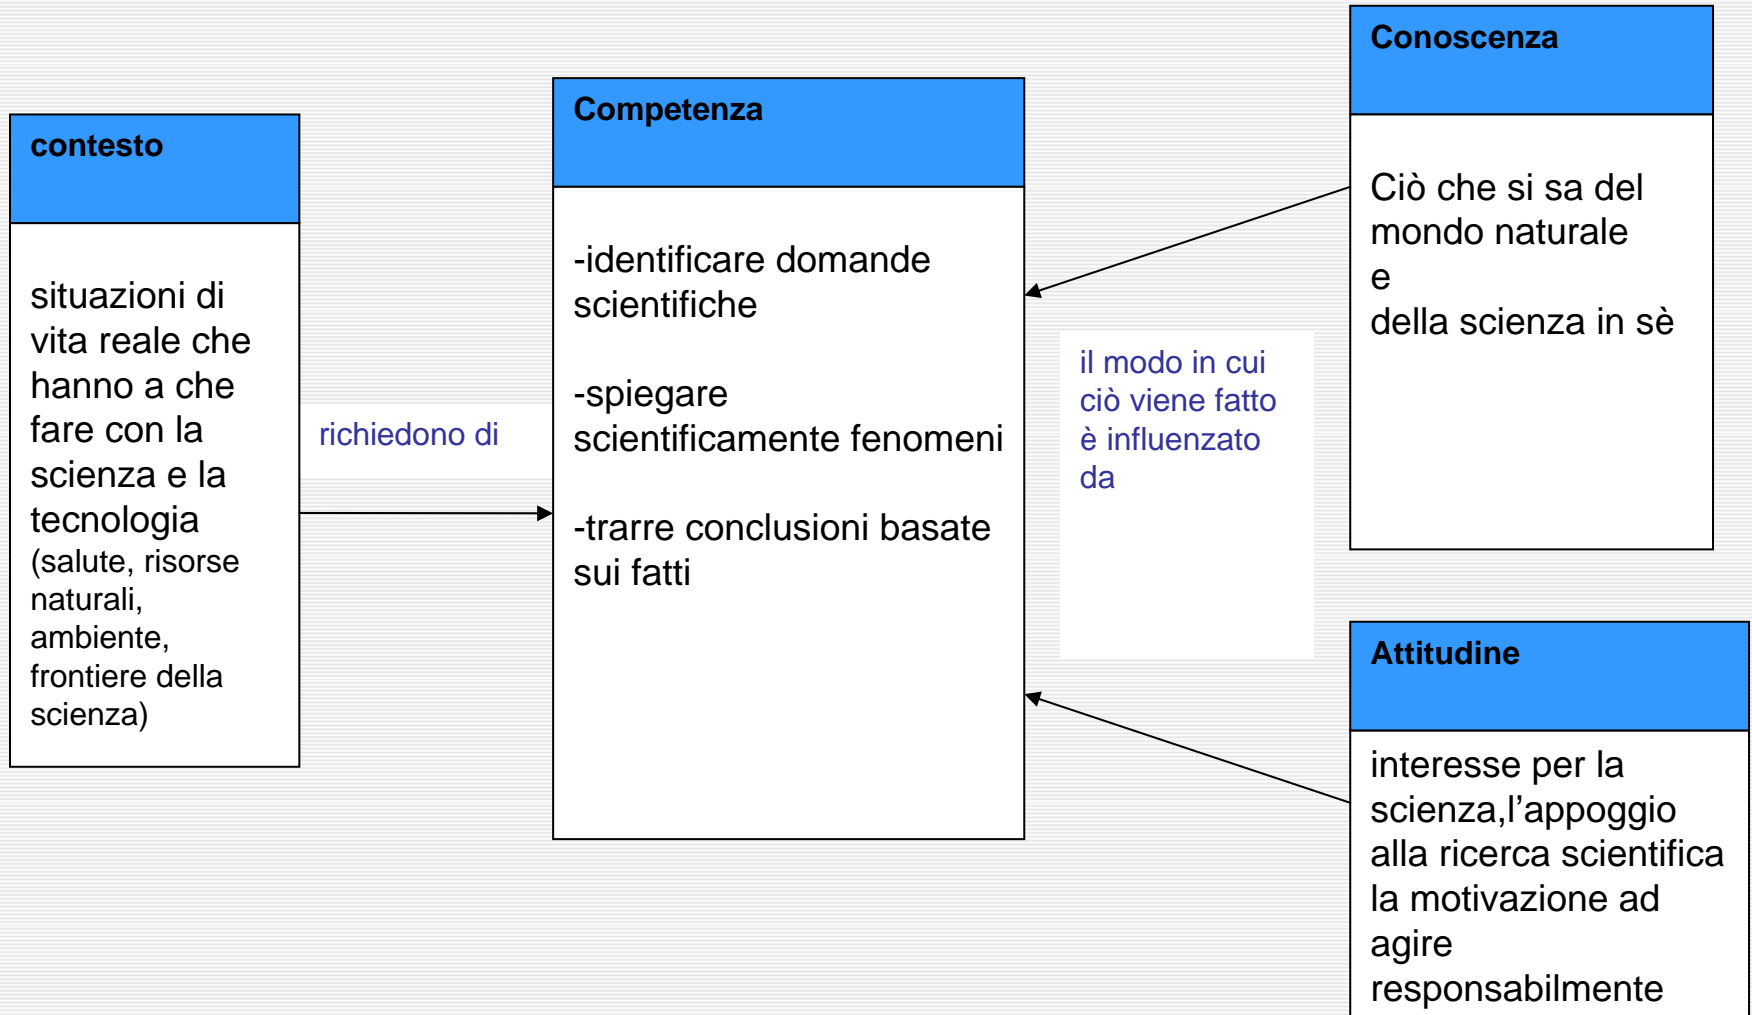 contesto
situazioni di
vita reale che
hanno a che
fare con la
scienza e la
tecnologia
(salute, risorse
naturali,
ambiente,
frontiere della
scienza)
richiedono di
Competenza
-identificare domande
scientifiche
-spiegare
scientificamente fenomeni
-trarre conclusioni basate
sui fatti
il modo in cui
ciò viene fatto
è influenzato
da
Conoscenza
Ciò che si sa del
mondo naturale
e
della scienza in sè
Attitudine
interesse per la
scienza,l’appoggio
alla ricerca scientifica
la motivazione ad
agire
responsabilmente